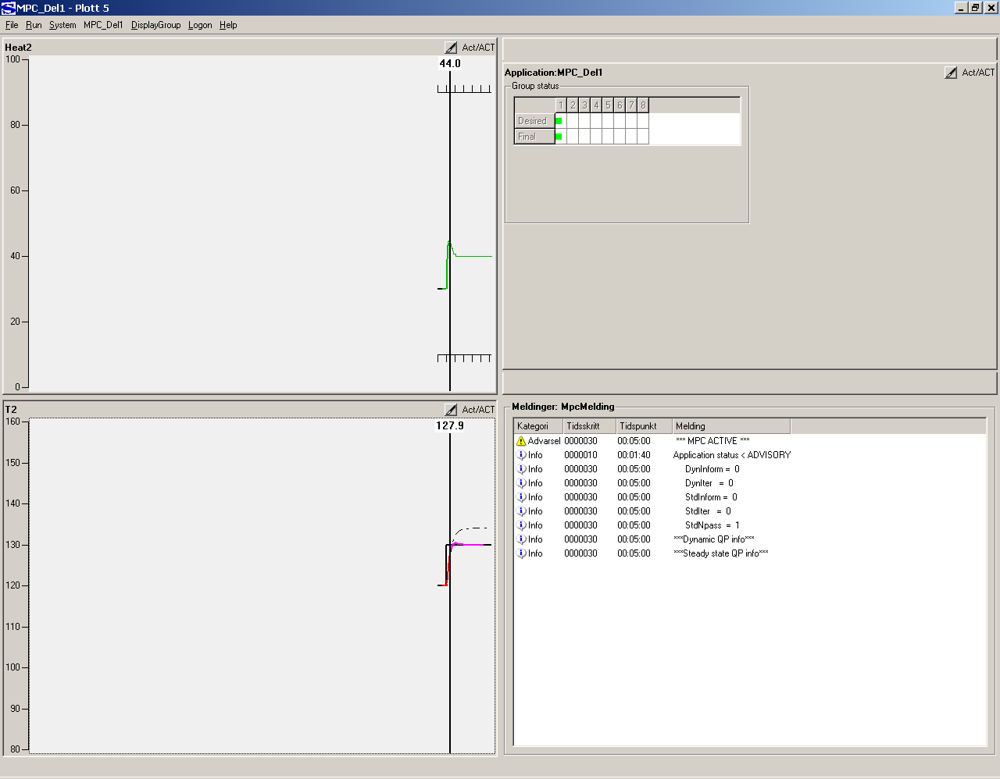 MPC_Del1 - Plott 5
File Run System MPC_Del1 DisplayGroup Logon Help
Heat2 Act/ACT
44.0
100
80
60
40
20
0
Application:MPC_Del1 Act/ACT
Group status
1 2 3 4 5 6 7 8
Desired
Final
T2 Act/ACT
127.9
160
150
140
130
120
110
100
90
80
Meldinger: MpcMelding
Kategori Tidsskritt Tidspunkt Melding
Advarsel 0000030 00:05:00 *** MPC ACTIVE ***
Info 0000010 00:01:40 Application status < ADVISORY
Info 0000030 00:05:00 DynInform = 0
Info 0000030 00:05:00 DynIter = 0
Info 0000030 00:05:00 StdInform = 0
Info 0000030 00:05:00 StdIter = 0
Info 0000030 00:05:00 StdNpass = 1
Info 0000030 00:05:00 ***Dynamic QP info***
Info 0000030 00:05:00 ***Steady state QP info***